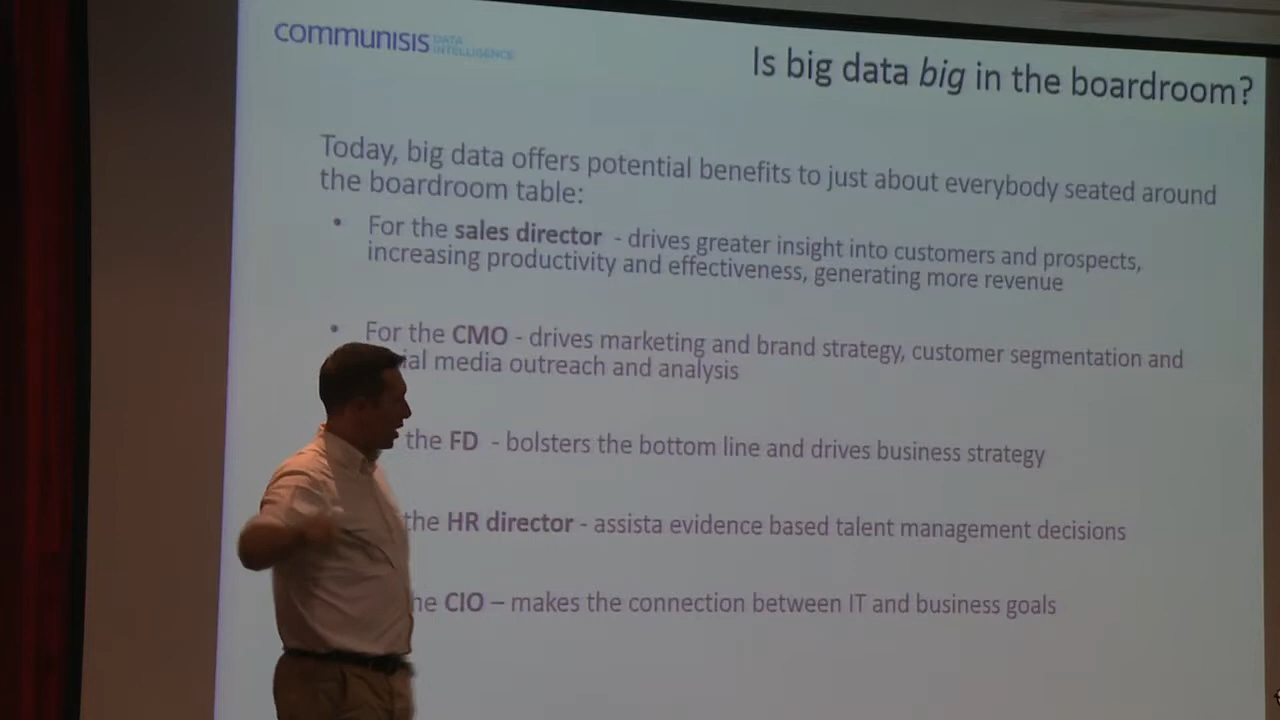 communisis DATA
INTELLIGENCE
Is big data big in the boardroom?
Today, big data offers potential benefits to just about everybody seated around
the boardroom table:
• For the sales director - drives greater insight into customers and prospects,
increasing productivity and effectiveness, generating more revenue
• For the CMO - drives marketing and brand strategy, customer segmentation and
media outreach and analysis
the FD - bolsters the bottom line and drives business strategy
the HR director - assista evidence based talent management decisions
CIO – makes the connection between IT and business goals